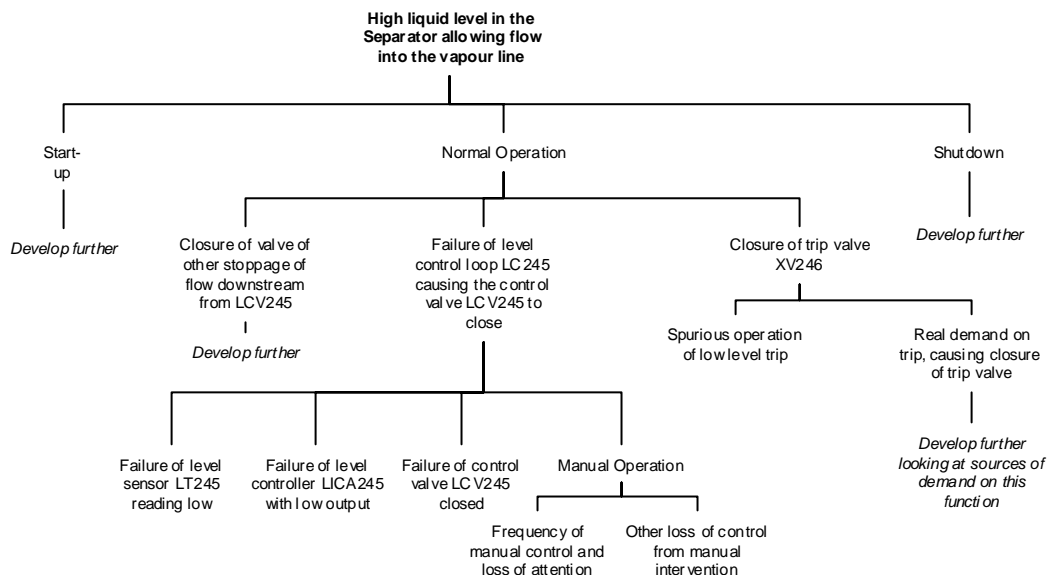 High liquid level in the
Separator allowing flow
into the vapour line
Start-
up
Normal Operation
Shutdown
Develop further
Closure of valve of
other stoppage of
flow downstream
from LCV245
Failure of level
control loop LC245
causing the control
valve LCV245 to
close
Closure of trip valve
XV246
Develop further
Develop further
Spurious operation
of low level trip
Real demand on
trip, causing closure
of trip valve
Failure of level
sensor LT245
reading low
Failure of level
controller LICA245
with low output
Failure of control
valve LCV245
closed
Manual Operation
Develop further
looking at sources of
demand on this
function
Frequency of
manual control and
loss of attention
Other loss of control
from manual
intervention